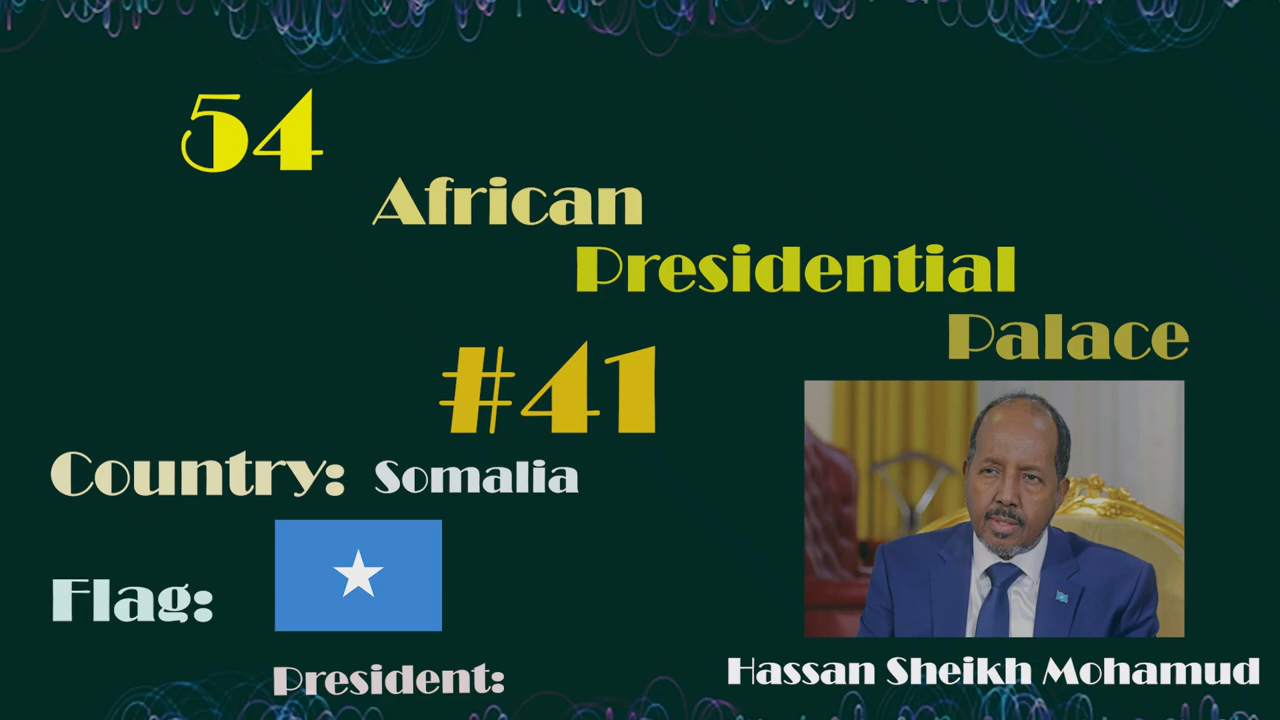 54
African
Presidential
Palace
#41
Country: Somalia
Flag:
President: Hassan Sheikh Mohamud